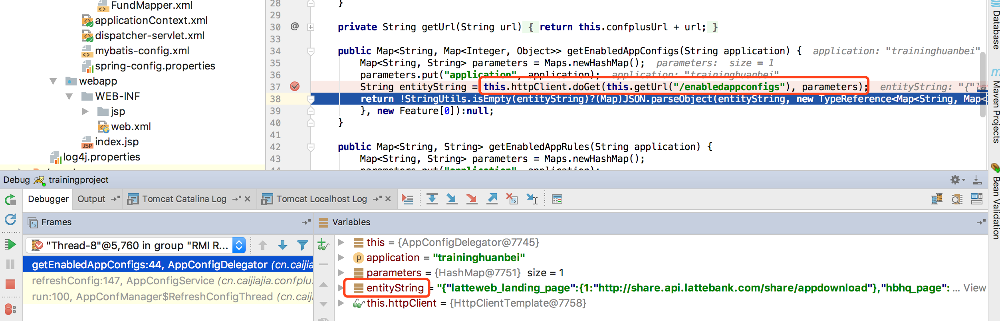 FundMapper.xml
applicationContext.xml
dispatcher-servlet.xml
mybatis-config.xml
spring-config.properties
webapp
WEB-INF
jsp
web.xml
index.jsp
log4j.properties
28 }
29
30 @ private String getUrl(String url) { return this.confplusUrl + url; }
33
34 public Map<String, Map<Integer, Object>> getEnabledAppConfigs(String application) { application: "traininghuanbei"
35 Map<String, String> parameters = Maps.newHashMap(); parameters: size = 1
36 parameters.put("application", application); application: "traininghuanbei"
37 String entityString = this.httpClient.doGet(this.getUrl("/enabledappconfigs"), parameters); entityString: "{"la
38 return !StringUtils.isEmpty(entityString)?(Map)JSON.parseObject(entityString, new TypeReference<Map<String, Map<
39 }, new Feature[0]):null;
40 }
41
42 public Map<String, String> getEnabledAppRules(String application) {
43 Map<String, String> parameters = Maps.newHashMap();
44 parameters.put("application", application);
Database
Maven Projects
Bean Validation
Debug trainingproject
Debugger Output Tomcat Catalina Log Tomcat Localhost Log
Frames
"Thread-8"@5,760 in group "RMI R...
getEnabledAppConfigs:44, AppConfigDelegator (cn.caijia
refreshConfig:147, AppConfigService (cn.caijiajia.confplus
run:100, AppConfManager$RefreshConfigThread (cn.caiji
Variables
this = {AppConfigDelegator@7745}
p application = "traininghuanbei"
parameters = {HashMap@7751} size = 1
entityString = "{"latteweb_landing_page":{1:"http://share.api.lattebank.com/share/appdownload"},"hbhq_page": ... View
this.httpClient = {HttpClientTemplate@7758}